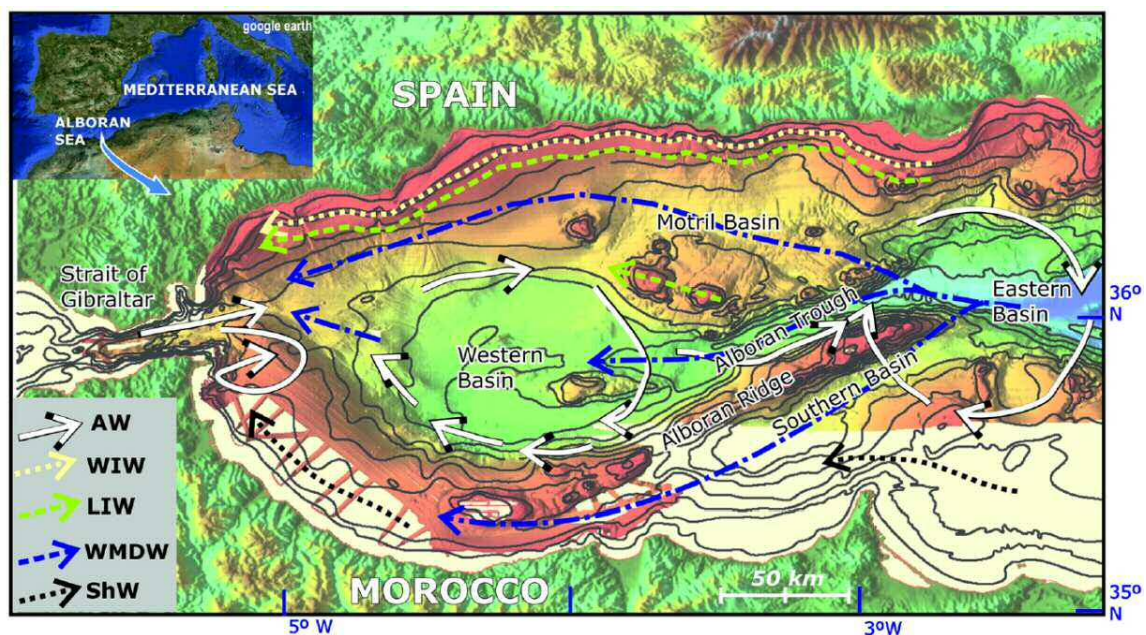 google earth
MEDITERRANEAN SEA
ALBORAN
SEA
SPAIN
Motril Basin
Strait of
Gibraltar
Eastern
Basin
36º
N
Alboran Trough
Western
Basin
Alboran Ridge
Southern Basin
AW
WIW
LIW
WMDW
ShW
MOROCCO
50 km
35º
N
5º W
3ºW